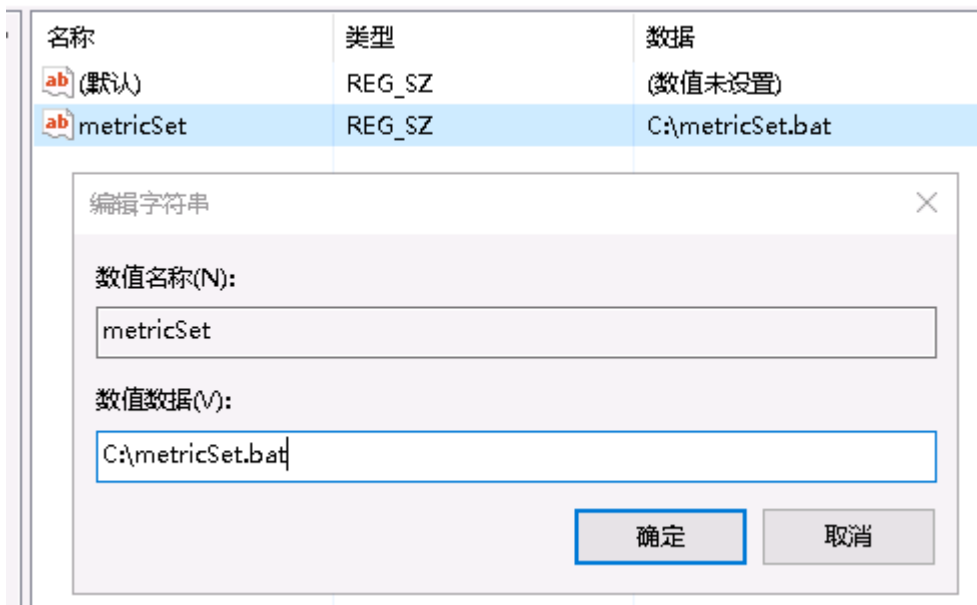 名称 类型 数据
ab (默认) REG_SZ (数值未设置)
ab metricSet REG_SZ C:\metricSet.bat
编辑字符串
数值名称(N):
metricSet
数值数据(V):
C:\metricSet.bat
确定 取消